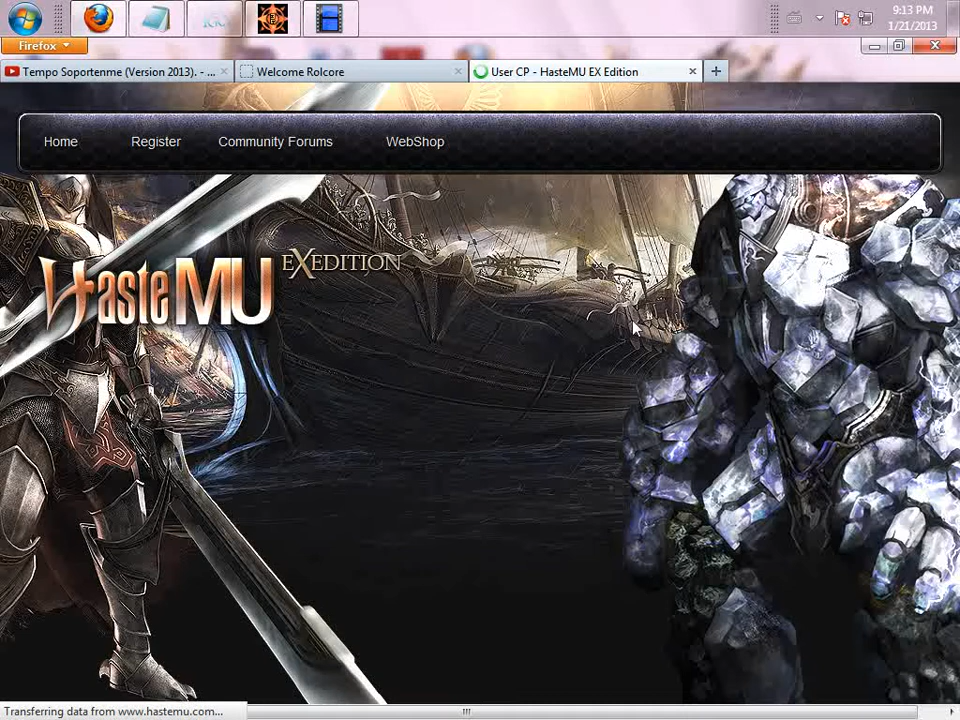 9:13 PM
1/21/2013
Firefox
Tempo Soportenme (Version 2013). - ...
Welcome Rolcore
User CP - HasteMU EX Edition
Home
Register
Community Forums
WebShop
HasteMU EXEDITION
Transferring data from www.hastemu.com...